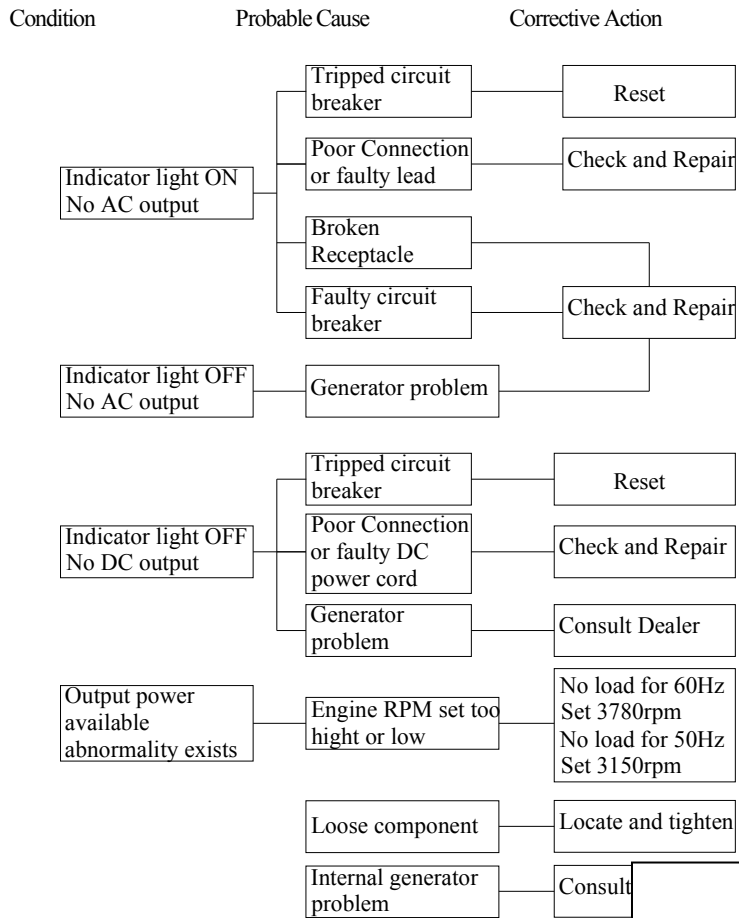 Condition Probable Cause Corrective Action
Tripped circuit
breaker
Reset
Poor Connection
or faulty lead
Check and Repair
Indicator light ON
No AC output
Broken
Receptacle
Faulty circuit
breaker
Check and Repair
Indicator light OFF
No AC output
Generator problem
Tripped circuit
breaker
Reset
Indicator light OFF
No DC output
Poor Connection
or faulty DC
power cord
Check and Repair
Generator
problem
Consult Dealer
Output power
available
abnormality exists
Engine RPM set too
hight or low
No load for 60Hz
Set 3780rpm
No load for 50Hz
Set 3150rpm
Loose component
Locate and tighten
Internal generator
problem
Consult